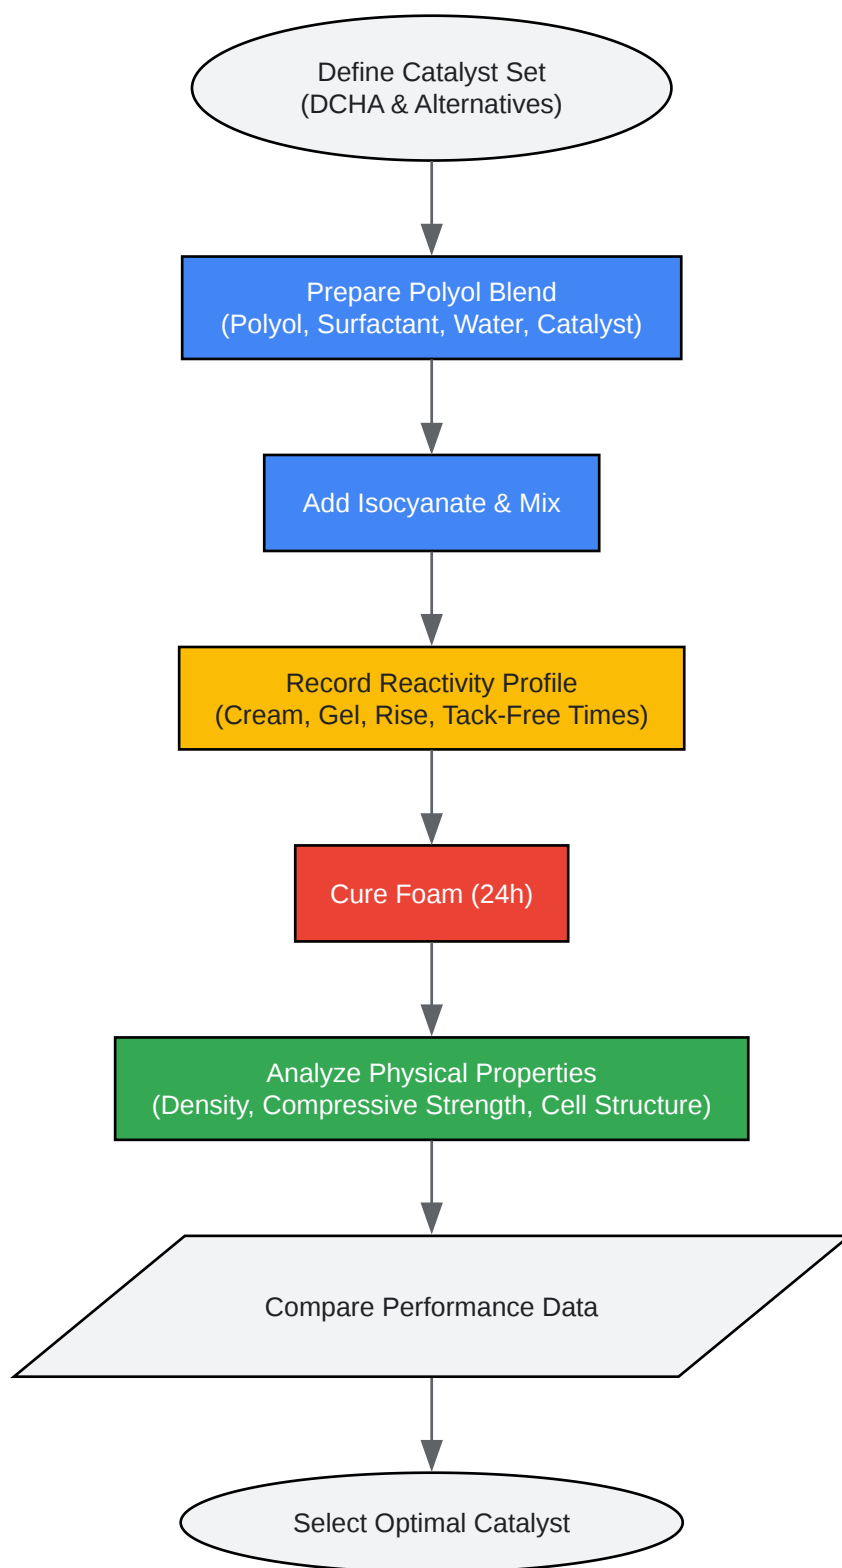 Define Catalyst Set
(DCHA & Alternatives)
Prepare Polyol Blend
(Polyol, Surfactant, Water, Catalyst)
Add Isocyanate & Mix
Record Reactivity Profile
(Cream, Gel, Rise, Tack-Free Times)
Cure Foam (24h)
Analyze Physical Properties
(Density, Compressive Strength, Cell Structure)
Compare Performance Data
Select Optimal Catalyst